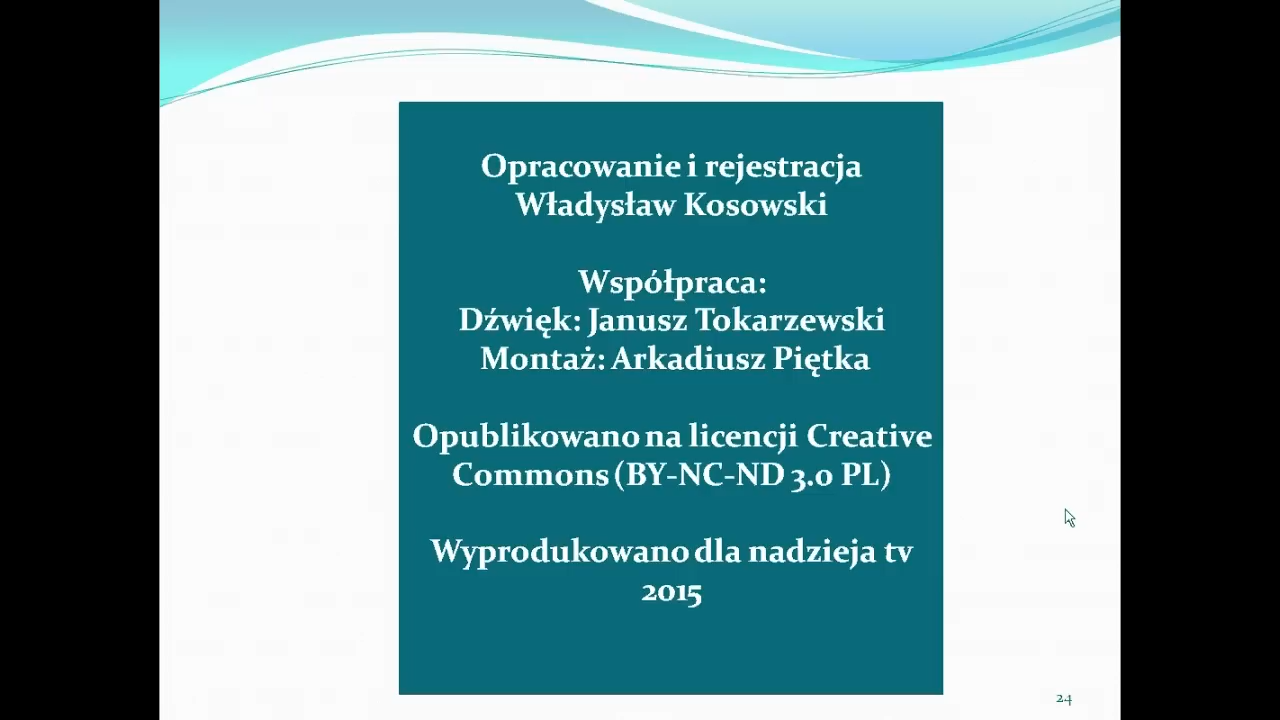 Opracowanie i rejestracja
Władysław Kosowski
Współpraca:
Dźwięk: Janusz Tokarzewski
Montaż: Arkadiusz Piętka
Opublikowano na licencji Creative
Commons (BY-NC-ND 3.0 PL)
Wyprodukowano dla nadzieja tv
2015
24